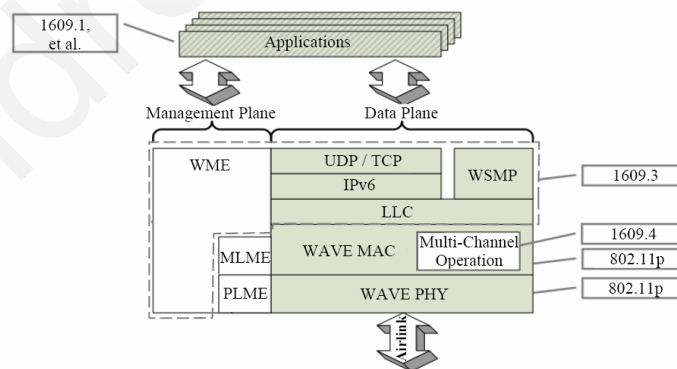 1609.1,
et al.
Applications
Management Plane
Data Plane
WME
UDP / TCP
IPv6
WSMP
1609.3
LLC
WAVE MAC
Multi-Channel
Operation
1609.4
802.11p
MLME
PLME
WAVE PHY
802.11p
Airlink